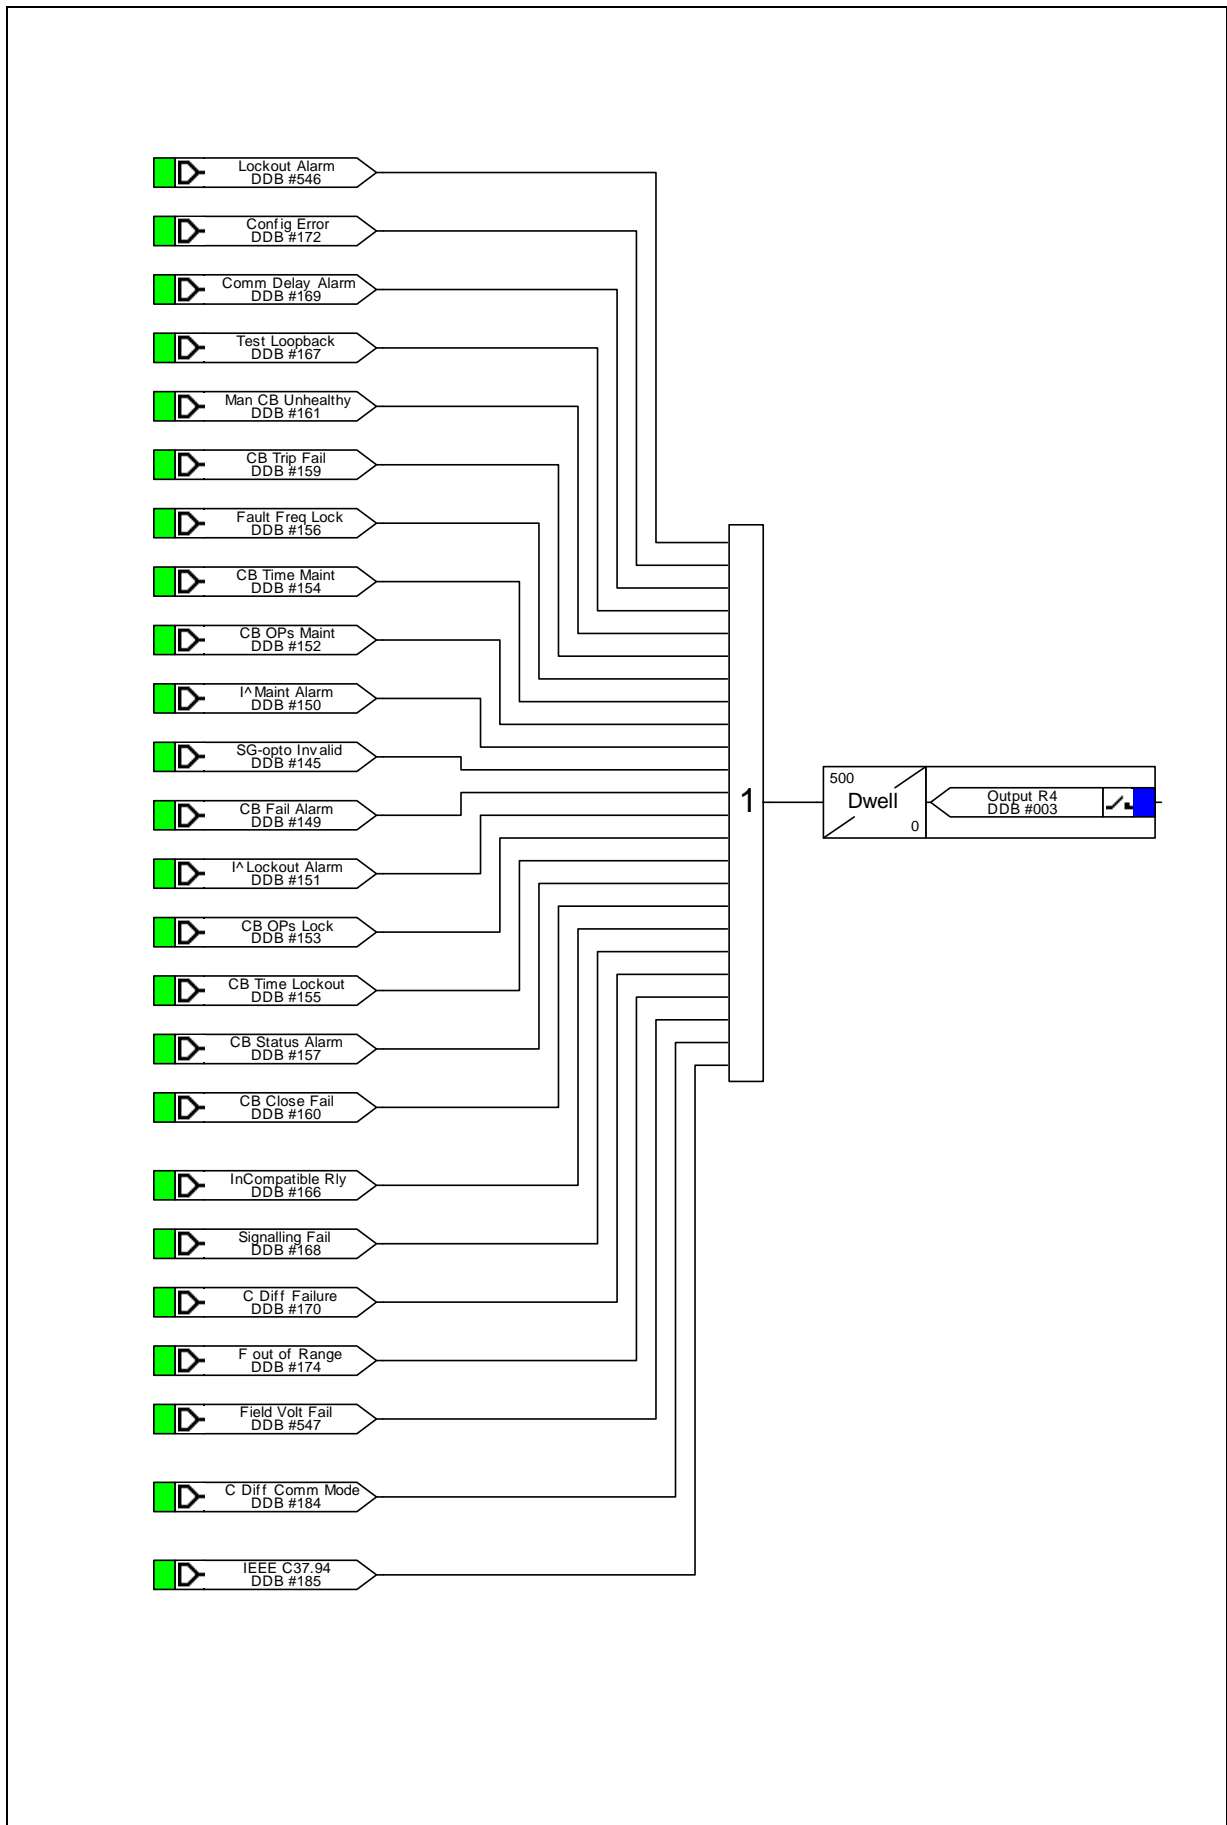 Lockout Alarm
DDB #546
Config Error
DDB #172
Comm Delay Alarm
DDB #169
Test Loopback
DDB #167
Man CB Unhealthy
DDB #161
CB Trip Fail
DDB #159
Fault Freq Lock
DDB #156
CB Time Maint
DDB #154
CB OPs Maint
DDB #152
I^ Maint Alarm
DDB #150
SG-opto Invalid
DDB #145
CB Fail Alarm
DDB #149
I^ Lockout Alarm
DDB #151
CB OPs Lock
DDB #153
CB Time Lockout
DDB #155
CB Status Alarm
DDB #157
CB Close Fail
DDB #160
InCompatible Rly
DDB #166
Signalling Fail
DDB #168
C Diff Failure
DDB #170
F out of Range
DDB #174
Field Volt Fail
DDB #547
C Diff Comm Mode
DDB #184
IEEE C37.94
DDB #185
1
500
Dwell
0
Output R4
DDB #003